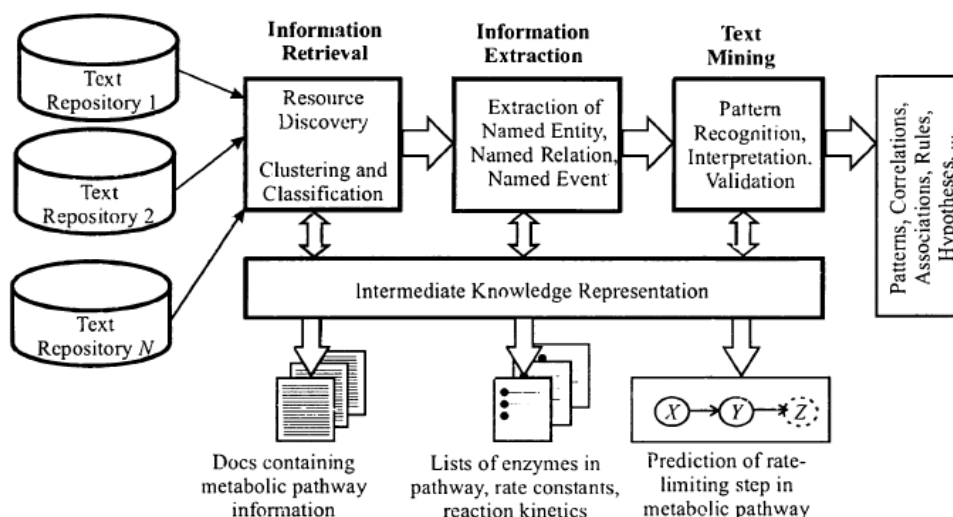 Information
Retrieval
Information
Extraction
Text
Mining
Text
Repository 1
Text
Repository 2
Text
Repository N
Resource
Discovery
Clustering and
Classification
Extraction of
Named Entity,
Named Relation,
Named Event
Pattern
Recognition,
Interpretation.
Validation
Patterns, Correlations,
Associations, Rules,
Hypotheses, ...
Intermediate Knowledge Representation
X Y Z
Docs containing
metabolic pathway
information
Lists of enzymes in
pathway, rate constants,
reaction kinetics
Prediction of rate-
limiting step in
metabolic pathway